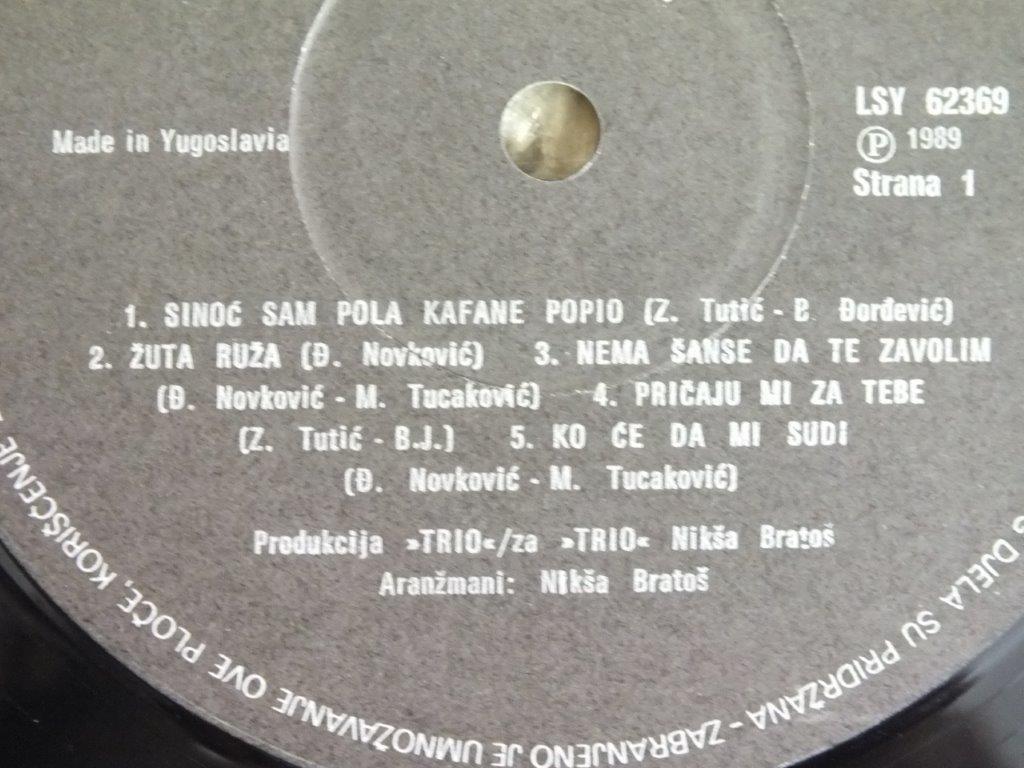 Made in Yugoslavia
LSY 62369
Ⓟ 1989
Strana 1
1. SINOĆ SAM POLA KAFANE POPIO (Z. Tutić - B. Đorđević)
2. ŽUTA RUŽA (Đ. Novković) 3. NEMA ŠANSE DA TE ZAVOLIM
(Đ. Novković - M. Tucaković) 4. PRIČAJU MI ZA TEBE
(Z. Tutić - B.J.) 5. KO ĆE DA MI SUDI
(Đ. Novković - M. Tucaković)
Produkcija »TRIO«/za »TRIO« Nikša Bratoš
Aranžmani: Nikša Bratoš
DJELA SU PRIDRŽANA - ZABRANJENO JE UMNOŽAVANJE OVE PLOČE, KORIŠĆENJE